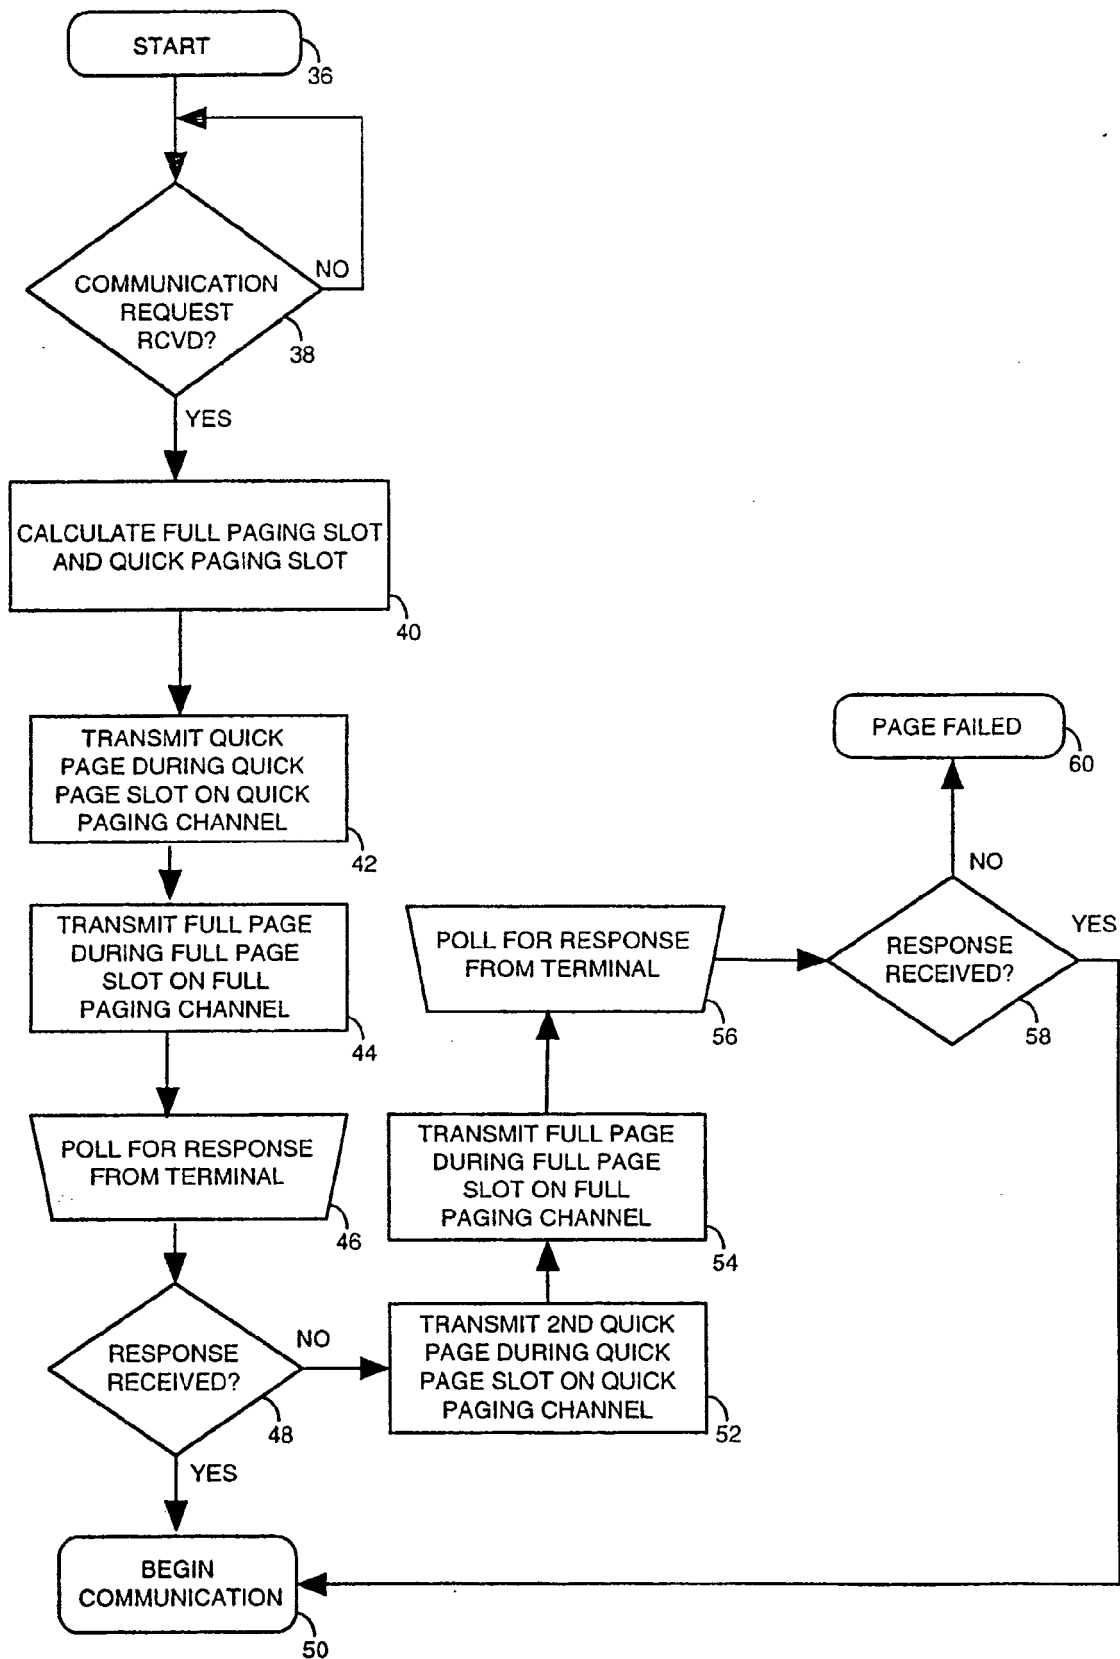 START
36
COMMUNICATION
REQUEST
RCVD?
NO
38
YES
CALCULATE FULL PAGING SLOT
AND QUICK PAGING SLOT
40
TRANSMIT QUICK
PAGE DURING QUICK
PAGE SLOT ON QUICK
PAGING CHANNEL
42
TRANSMIT FULL PAGE
DURING FULL PAGE
SLOT ON FULL
PAGING CHANNEL
44
POLL FOR RESPONSE
FROM TERMINAL
46
RESPONSE
RECEIVED?
NO
48
YES
BEGIN
COMMUNICATION
50
TRANSMIT 2ND QUICK
PAGE DURING QUICK
PAGE SLOT ON QUICK
PAGING CHANNEL
52
TRANSMIT FULL PAGE
DURING FULL PAGE
SLOT ON FULL
PAGING CHANNEL
54
POLL FOR RESPONSE
FROM TERMINAL
56
RESPONSE
RECEIVED?
58
NO
YES
PAGE FAILED
60